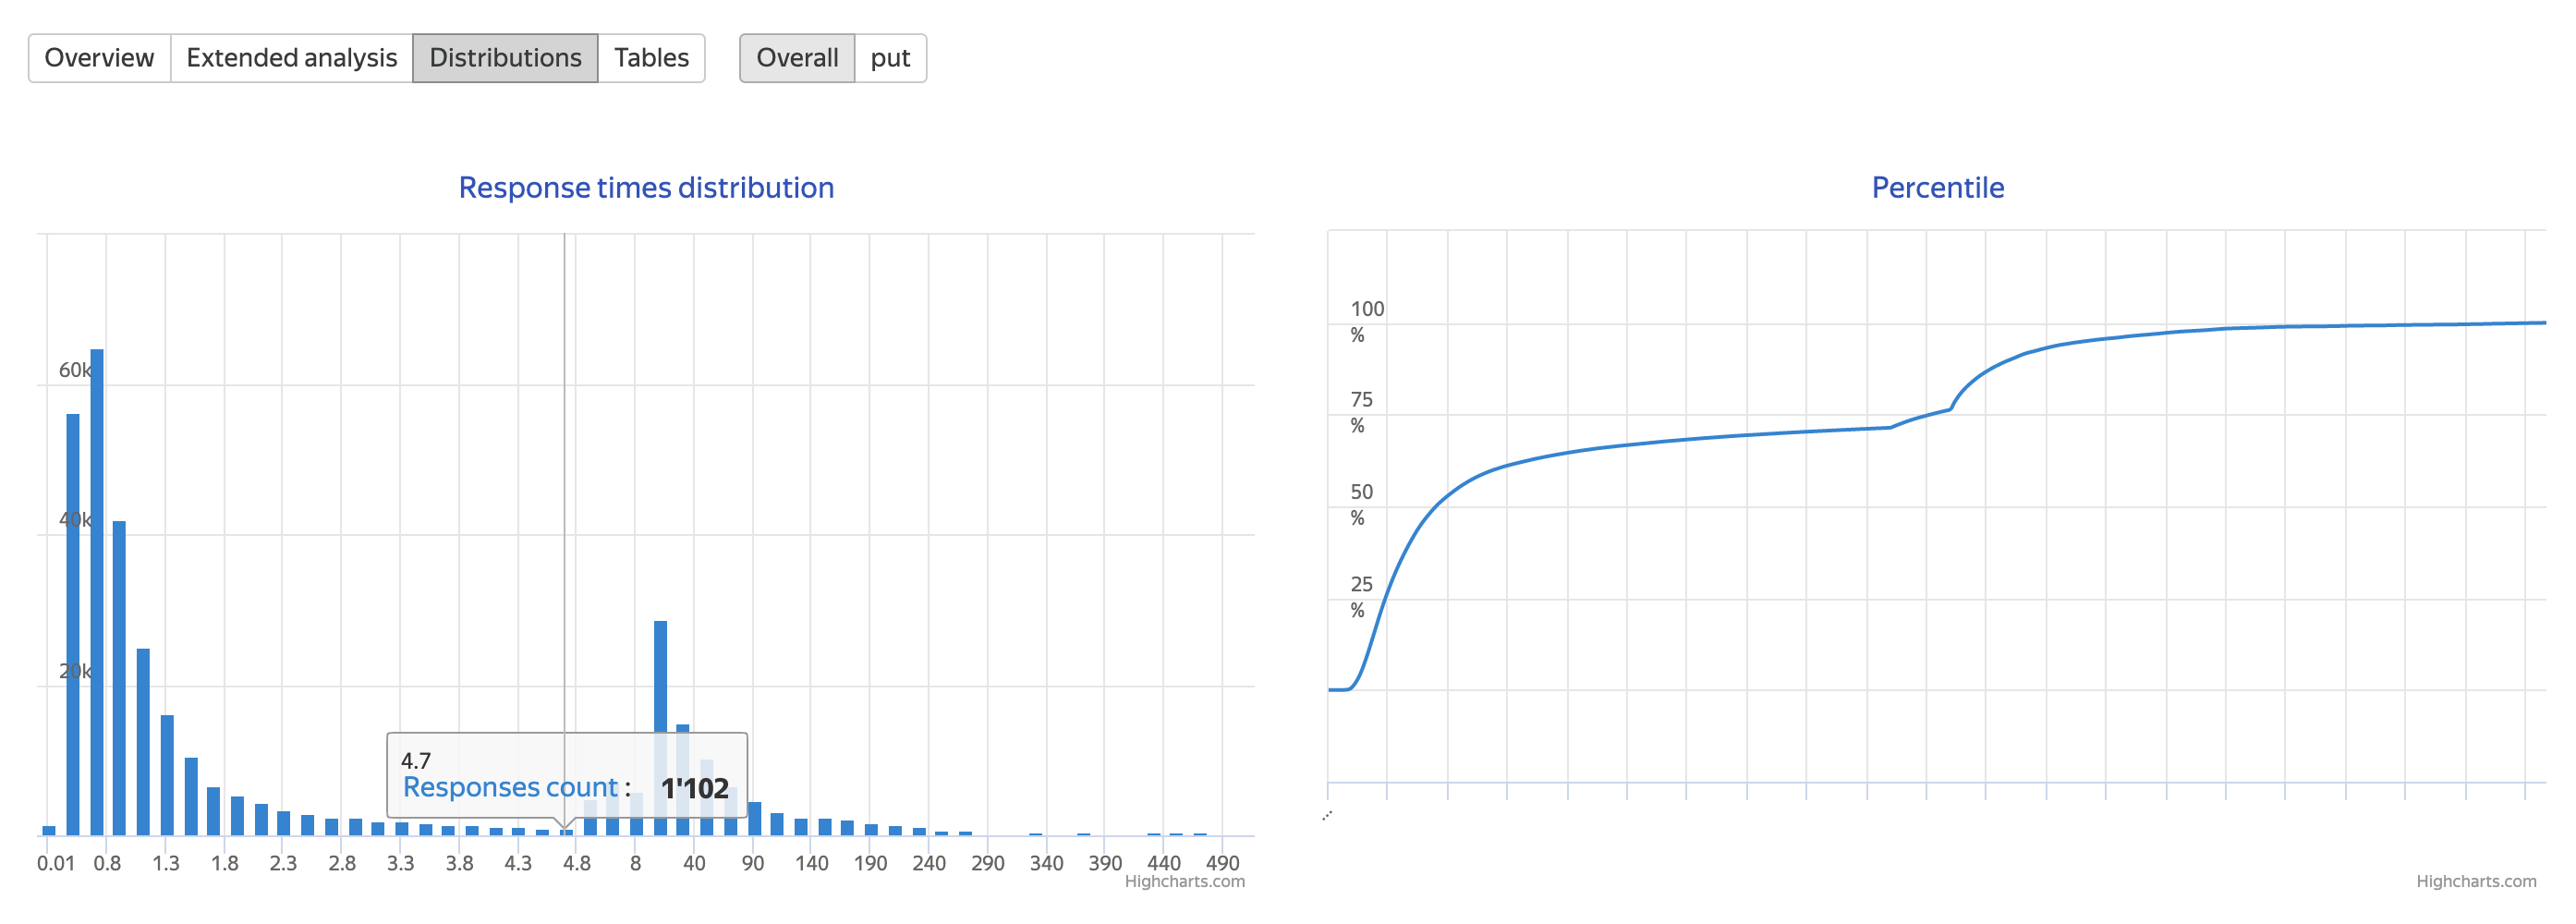 Overview Extended analysis Distributions Tables Overall put
Response times distribution
60k
40k
20k
4.7
Responses count : 1'102
0.01 0.8 1.3 1.8 2.3 2.8 3.3 3.8 4.3 4.8 8 40 90 140 190 240 290 340 390 440 490
Highcharts.com
Percentile
100
%
75
%
50
%
25
%
Highcharts.com